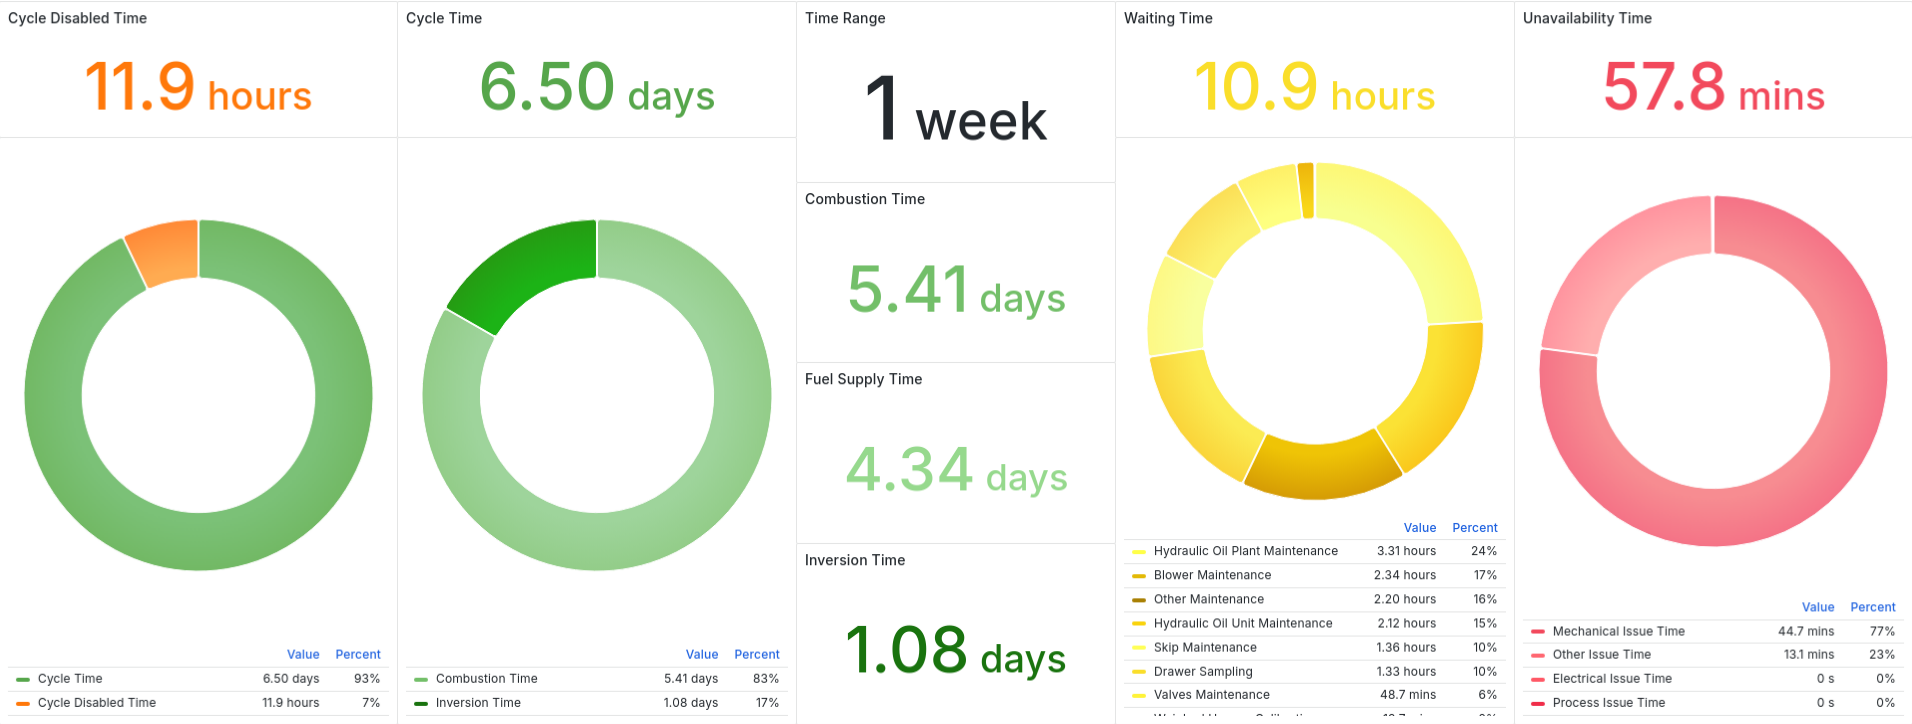 Cycle Disabled Time
11.9 hours
Value Percent
Cycle Time 6.50 days 93%
Cycle Disabled Time 11.9 hours 7%
Cycle Time
6.50 days
Value Percent
Combustion Time 5.41 days 83%
Inversion Time 1.08 days 17%
Time Range
1 week
Combustion Time
5.41 days
Fuel Supply Time
4.34 days
Inversion Time
1.08 days
Waiting Time
10.9 hours
Value Percent
Hydraulic Oil Plant Maintenance 3.31 hours 24%
Blower Maintenance 2.34 hours 17%
Other Maintenance 2.20 hours 16%
Hydraulic Oil Unit Maintenance 2.12 hours 15%
Skip Maintenance 1.36 hours 10%
Drawer Sampling 1.33 hours 10%
Valves Maintenance 48.7 mins 6%
Unavailability Time
57.8 mins
Value Percent
Mechanical Issue Time 44.7 mins 77%
Other Issue Time 13.1 mins 23%
Electrical Issue Time 0 s 0%
Process Issue Time 0 s 0%